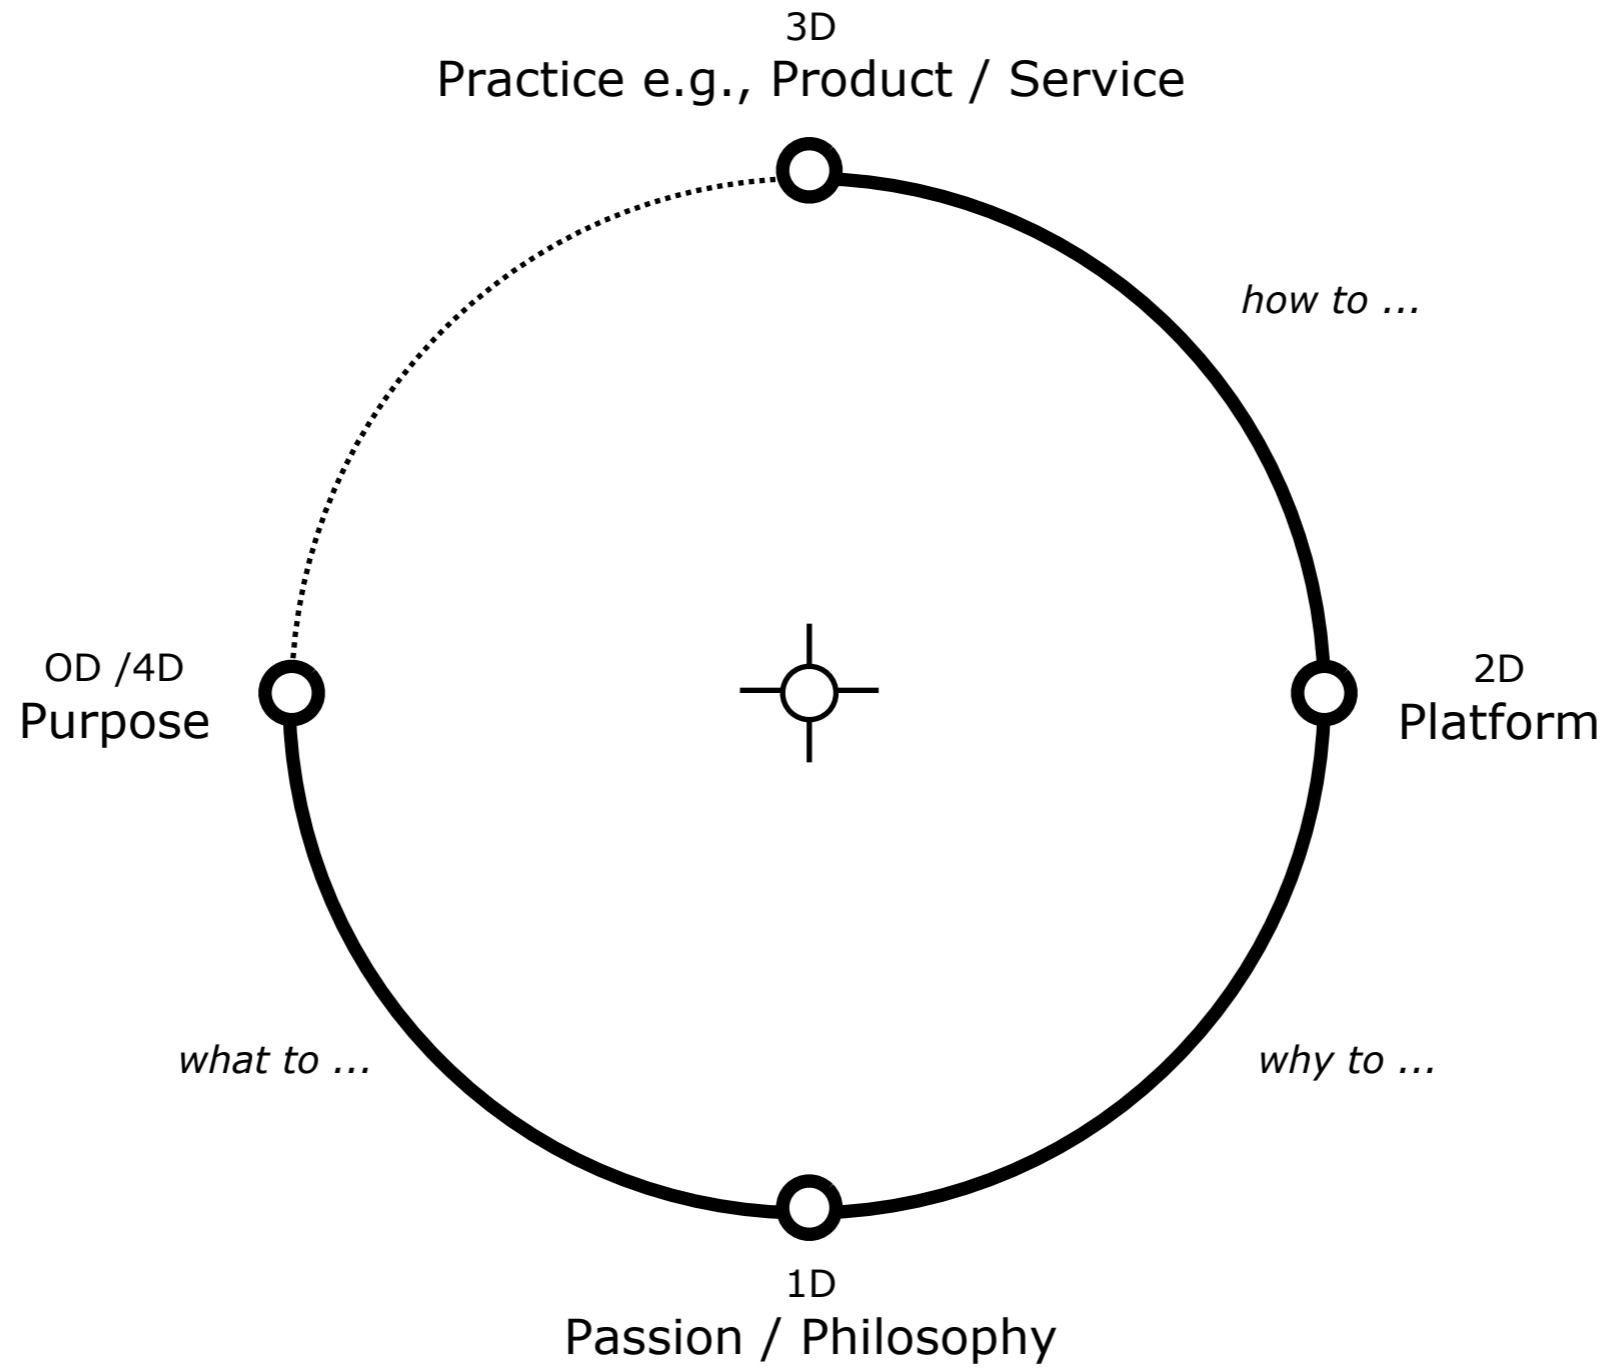 3D
Practice e.g., Product / Service
how to ...
OD /4D
Purpose
2D
Platform
what to ...
why to ...
1D
Passion / Philosophy